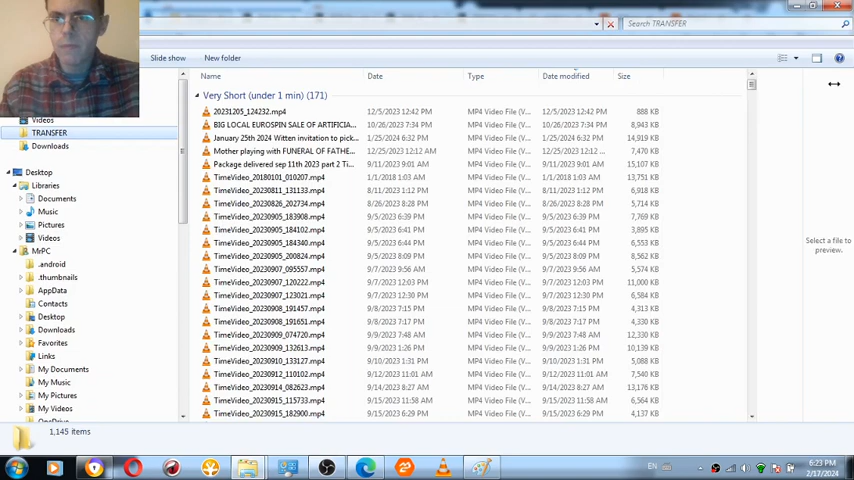 Search TRANSFER
Slide show New folder
Name Date Type Date modified Size
Very Short (under 1 min) (171)
20231205_124232.mp4 12/5/2023 12:42 PM MP4 Video File (V... 12/5/2023 12:42 PM 888 KB
BIG LOCAL EUROSPIN SALE OF ARTIFICIA... 10/26/2023 7:34 PM MP4 Video File (V... 10/26/2023 7:34 PM 8,943 KB
January 25th 2024 Witten invitation to pick... 1/25/2024 6:32 PM MP4 Video File (V... 1/25/2024 6:32 PM 14,919 KB
Mother playing with FUNERAL OF FATHE... 12/25/2023 12:12 AM MP4 Video File (V... 12/25/2023 12:12 ... 7,470 KB
Package delivered sep 11th 2023 part 2 Ti... 9/11/2023 9:01 AM MP4 Video File (V... 9/11/2023 9:01 AM 15,107 KB
TimeVideo_20180101_010207.mp4 1/1/2018 1:03 AM MP4 Video File (V... 1/1/2018 1:03 AM 13,751 KB
TimeVideo_20230811_131133.mp4 8/11/2023 1:12 PM MP4 Video File (V... 8/11/2023 1:12 PM 6,918 KB
TimeVideo_20230826_202734.mp4 8/26/2023 8:28 PM MP4 Video File (V... 8/26/2023 8:28 PM 5,714 KB
TimeVideo_20230905_183908.mp4 9/5/2023 6:39 PM MP4 Video File (V... 9/5/2023 6:39 PM 7,769 KB
TimeVideo_20230905_184102.mp4 9/5/2023 6:41 PM MP4 Video File (V... 9/5/2023 6:41 PM 3,895 KB
TimeVideo_20230905_184340.mp4 9/5/2023 6:44 PM MP4 Video File (V... 9/5/2023 6:44 PM 6,553 KB
TimeVideo_20230905_200824.mp4 9/5/2023 8:09 PM MP4 Video File (V... 9/5/2023 8:09 PM 8,562 KB
TimeVideo_20230907_095557.mp4 9/7/2023 9:56 AM MP4 Video File (V... 9/7/2023 9:56 AM 5,574 KB
TimeVideo_20230907_120222.mp4 9/7/2023 12:03 PM MP4 Video File (V... 9/7/2023 12:03 PM 11,000 KB
TimeVideo_20230907_123021.mp4 9/7/2023 12:30 PM MP4 Video File (V... 9/7/2023 12:30 PM 6,584 KB
TimeVideo_20230908_191457.mp4 9/8/2023 7:15 PM MP4 Video File (V... 9/8/2023 7:15 PM 4,313 KB
TimeVideo_20230908_191651.mp4 9/8/2023 7:17 PM MP4 Video File (V... 9/8/2023 7:17 PM 4,330 KB
TimeVideo_20230909_074720.mp4 9/9/2023 7:48 AM MP4 Video File (V... 9/9/2023 7:48 AM 12,330 KB
TimeVideo_20230909_132613.mp4 9/9/2023 1:26 PM MP4 Video File (V... 9/9/2023 1:26 PM 10,139 KB
TimeVideo_20230910_133127.mp4 9/10/2023 1:31 PM MP4 Video File (V... 9/10/2023 1:31 PM 5,088 KB
TimeVideo_20230912_110102.mp4 9/12/2023 11:01 AM MP4 Video File (V... 9/12/2023 11:01 AM 7,540 KB
TimeVideo_20230914_082623.mp4 9/14/2023 8:27 AM MP4 Video File (V... 9/14/2023 8:27 AM 13,176 KB
TimeVideo_20230915_115733.mp4 9/15/2023 11:58 AM MP4 Video File (V... 9/15/2023 11:58 AM 6,564 KB
TimeVideo_20230915_182900.mp4 9/15/2023 6:29 PM MP4 Video File (V... 9/15/2023 6:29 PM 4,137 KB
Videos
TRANSFER
Downloads
Desktop
Libraries
Documents
Music
Pictures
Videos
MrPC
.android
.thumbnails
AppData
Contacts
Desktop
Downloads
Favorites
Links
My Documents
My Music
My Pictures
My Videos
OneDrive
Select a file to
preview.
1,145 items
EN
6:23 PM
2/17/2024